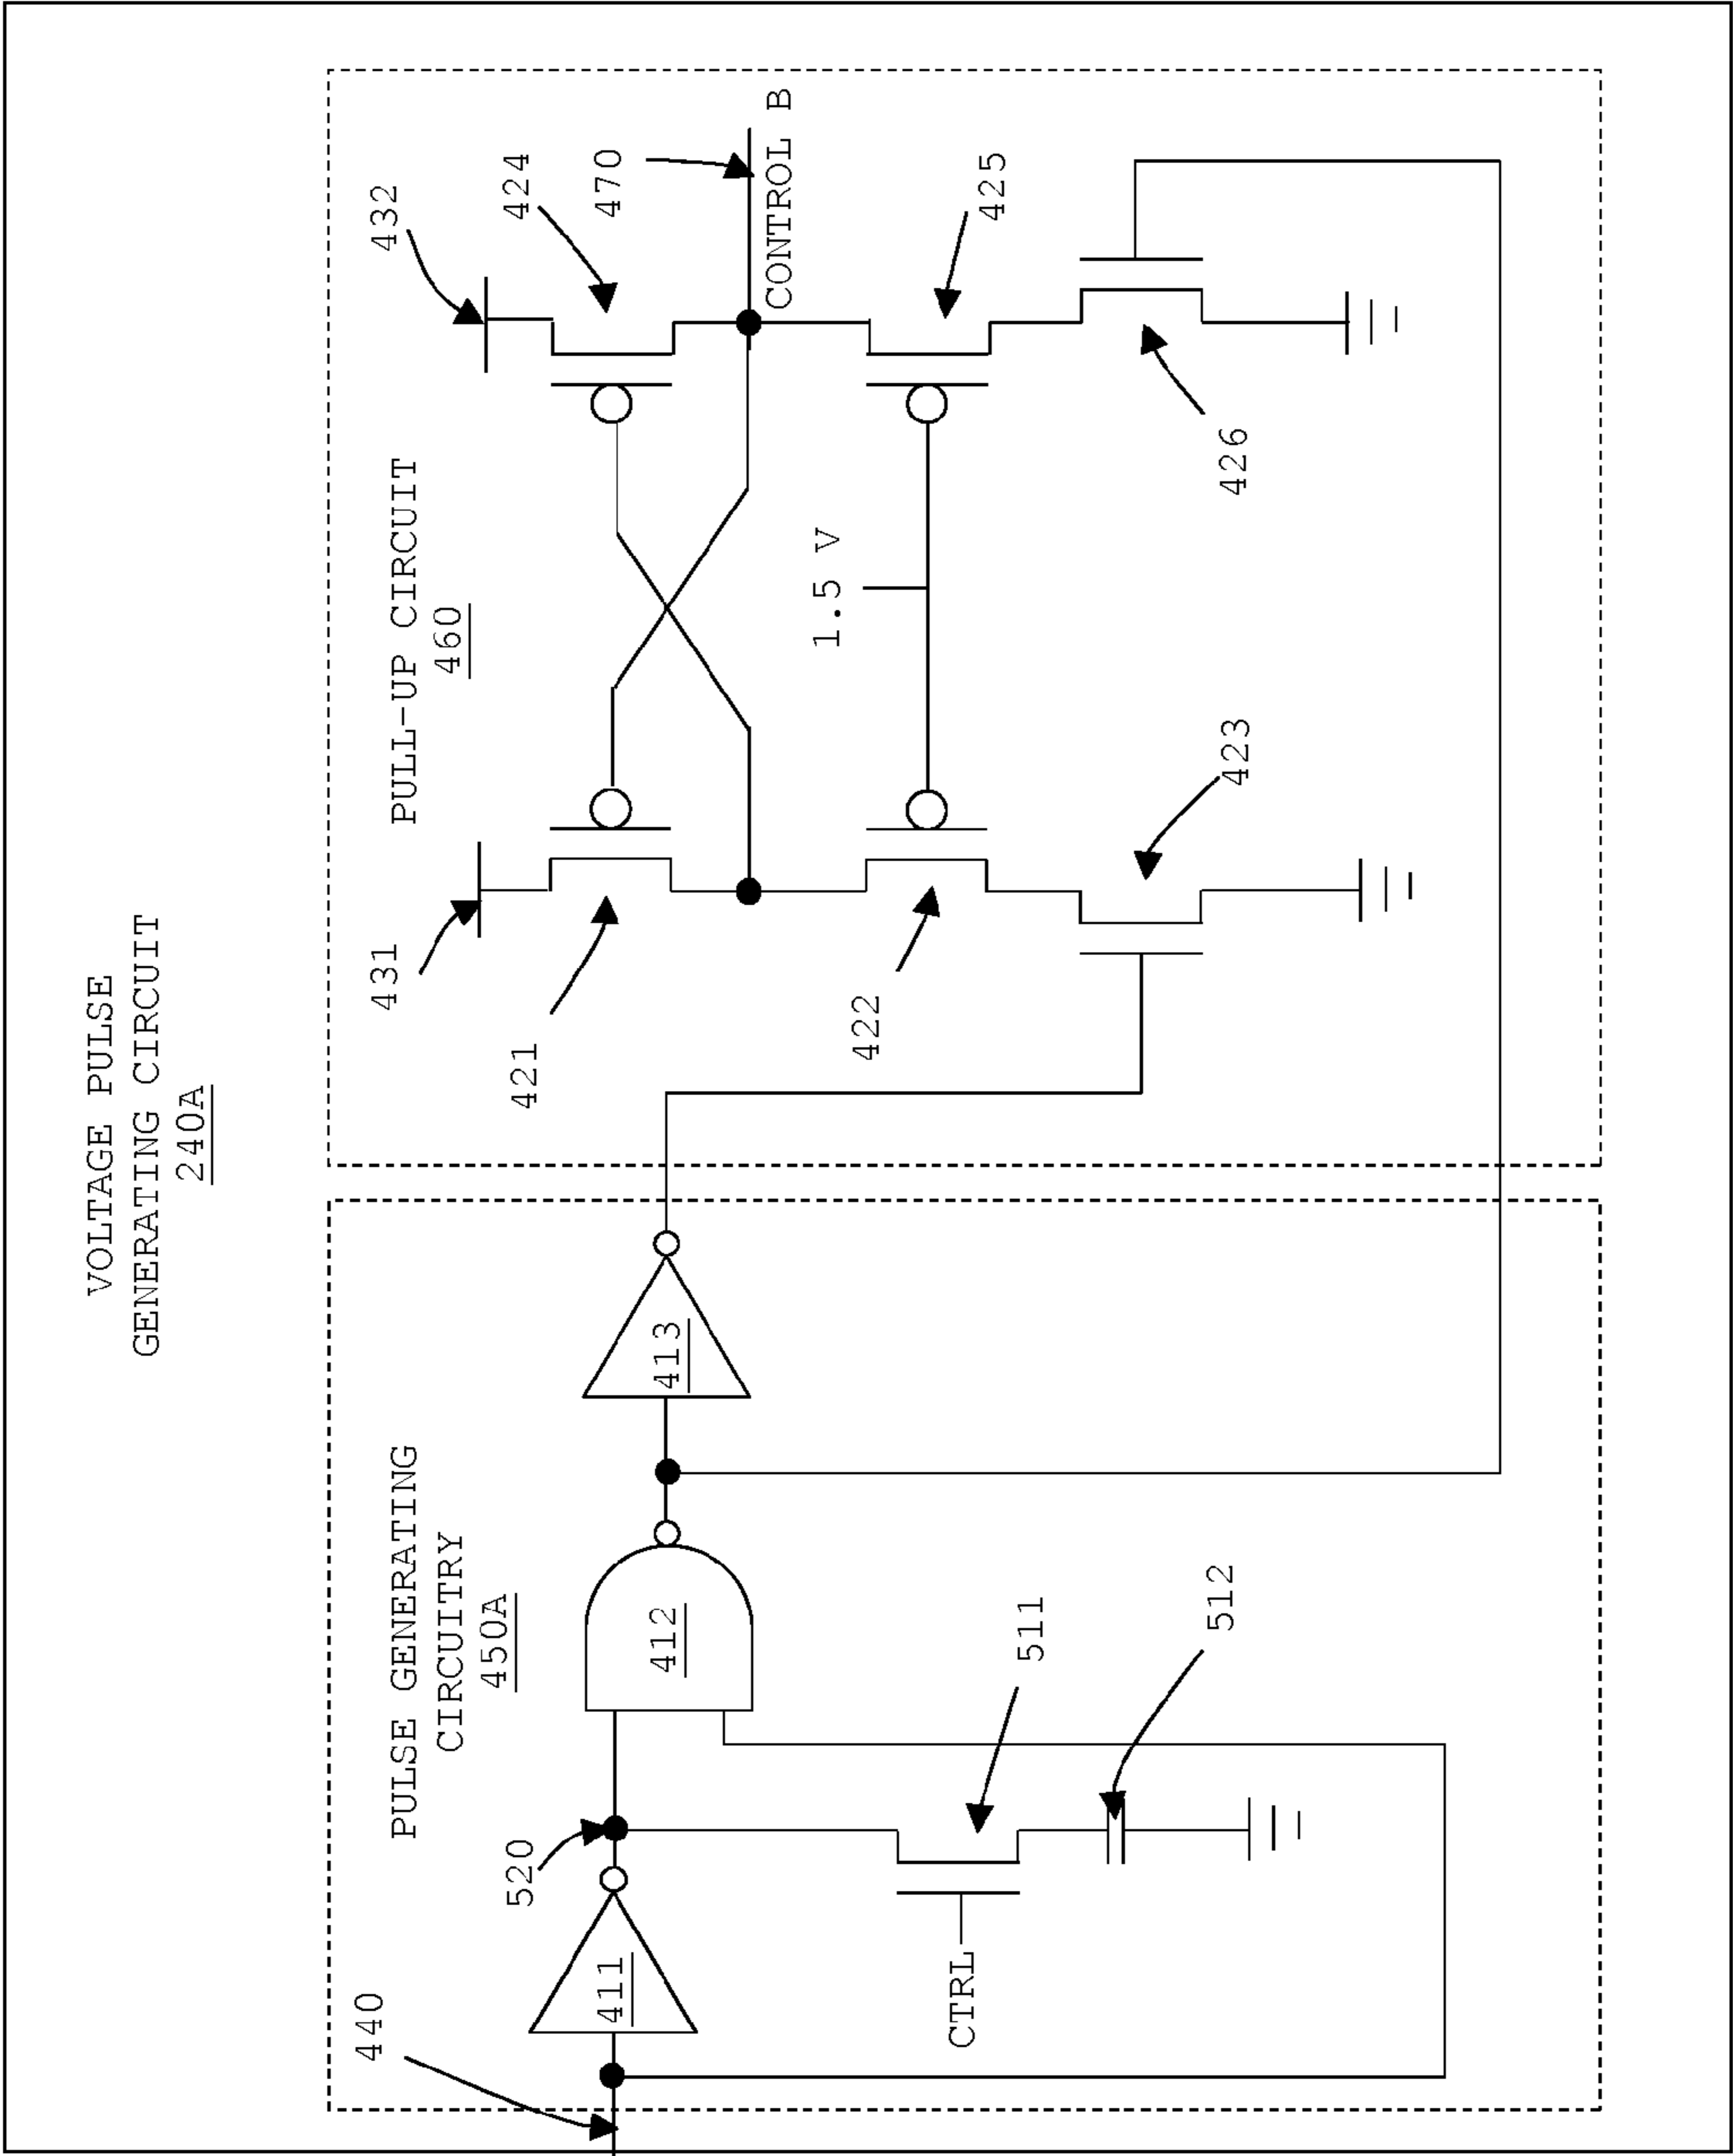 VOLTAGE PULSE
GENERATING CIRCUIT
240A
PULSE GENERATING
CIRCUITRY
450A
440
411
520
CTRL
511
512
412
413
PULL-UP CIRCUIT
460
431
421
422
423
1.5 V
432
424
470
CONTROL B
425
426